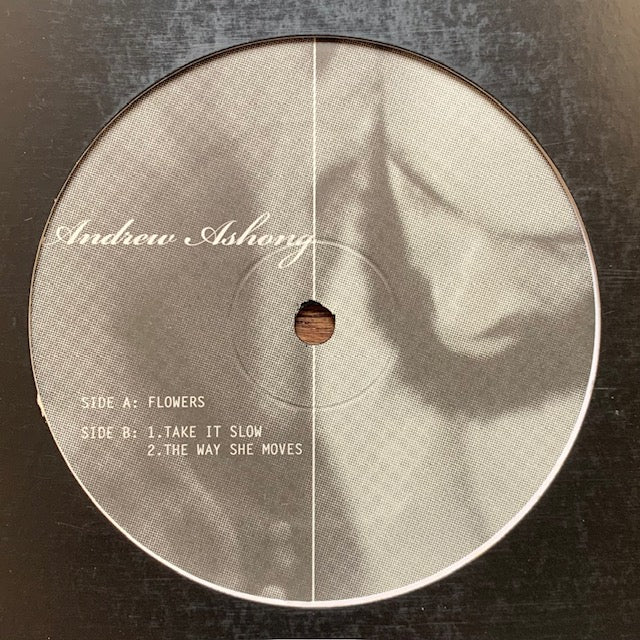 Andrew Ashong
SIDE A: FLOWERS
SIDE B: 1.TAKE IT SLOW
2.THE WAY SHE MOVES